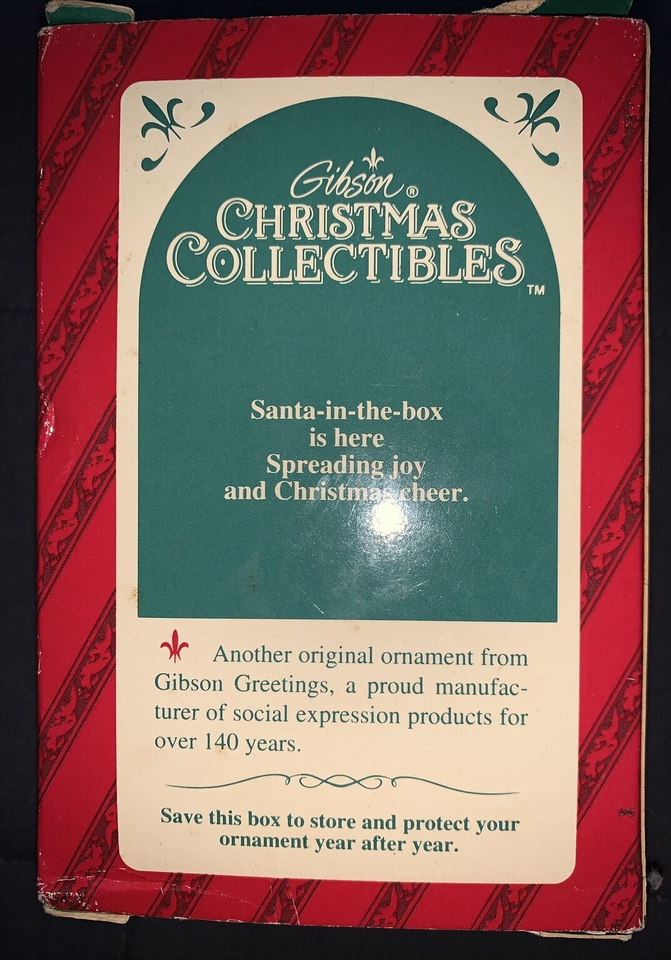 Gibson®
CHRISTMAS
COLLECTIBLES™
Santa-in-the-box
is here
Spreading joy
and Christmas cheer.
Another original ornament from
Gibson Greetings, a proud manufac-
turer of social expression products for
over 140 years.
Save this box to store and protect your
ornament year after year.